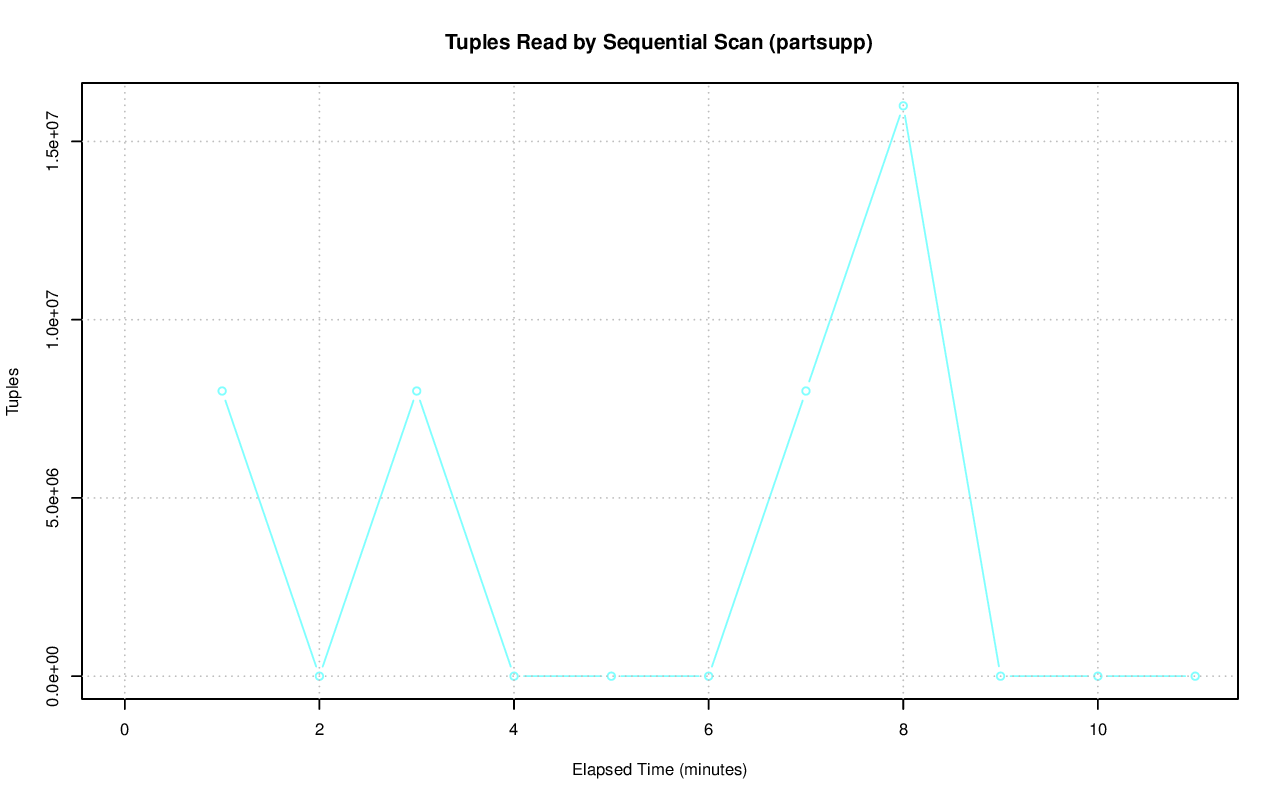 Tuples Read by Sequential Scan (partsupp)
1.5e+07
1.0e+07
5.0e+06
0.0e+00
Tuples
0 2 4 6 8 10
Elapsed Time (minutes)